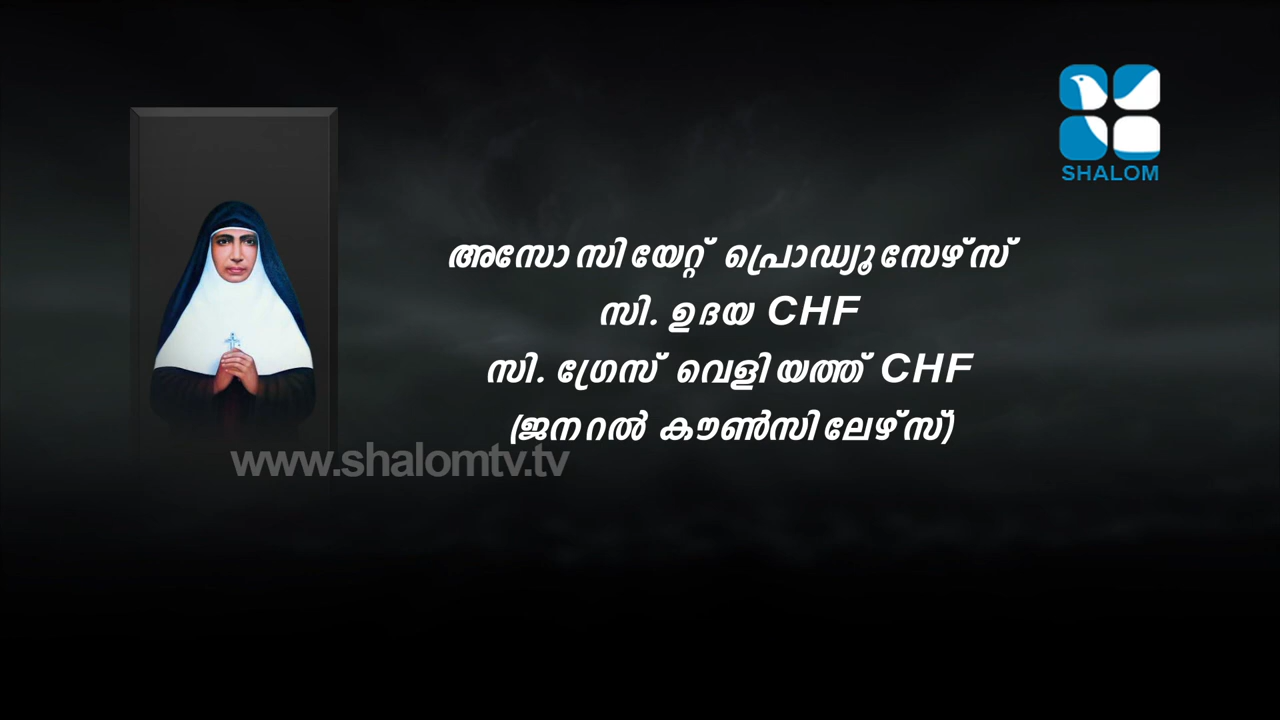 SHALOM
അസോസിയേറ്റ് പ്രൊഡ്യൂസേഴ്സ്
സി. ഉദയ CHF
സി. ഗ്രേസ് വെളിയത്ത് CHF
(ജനറൽ കൗൺസിലേഴ്സ്)
www.shalomtv.tv